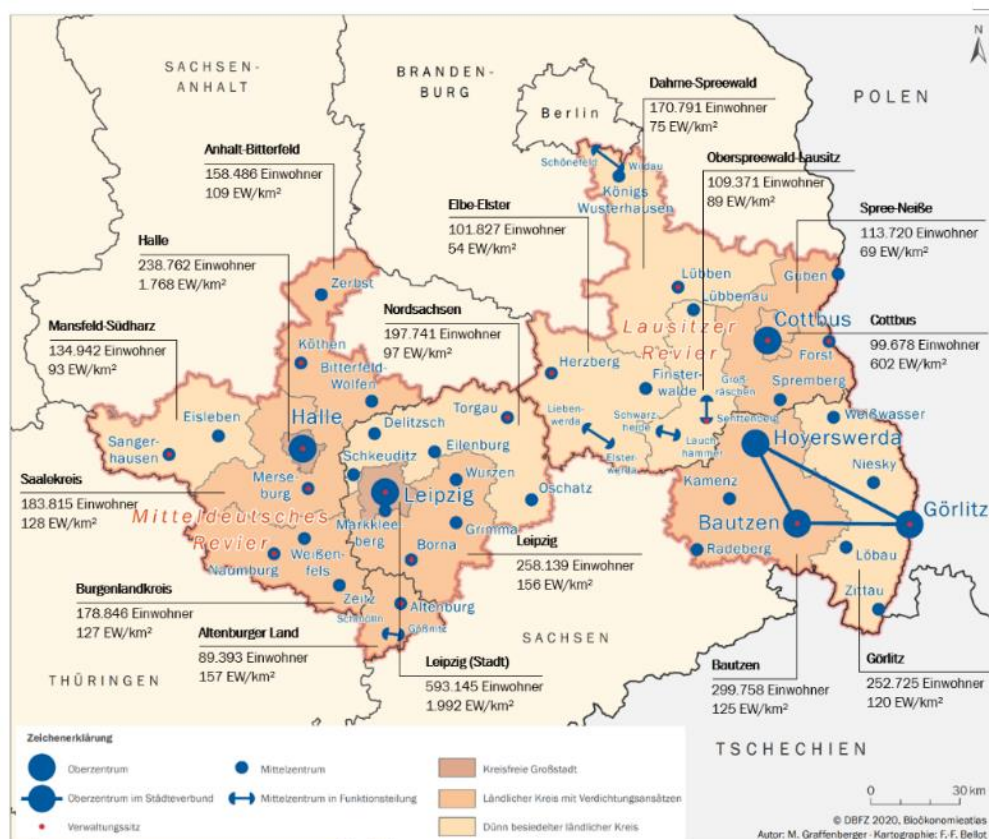 N
SACHSEN-
ANHALT
BRANDEN-
BURG
POLEN
Berlin
Dahme-Spreewald
170.791 Einwohner
75 EW/km²
Anhalt-Bitterfeld
158.486 Einwohner
109 EW/km²
Schönefeld
Wildau
Königs
Wusterhausen
Oberspreewald-Lausitz
109.371 Einwohner
89 EW/km²
Elbe-Elster
101.827 Einwohner
54 EW/km²
Spree-Neiße
113.720 Einwohner
69 EW/km²
Halle
238.762 Einwohner
1.768 EW/km²
Zerbst
Lübben
Lübbenau
Guben
Nordsachsen
197.741 Einwohner
97 EW/km²
Mansfeld-Südharz
134.942 Einwohner
93 EW/km²
Lausitzer
Revier
Cottbus
Cottbus
99.678 Einwohner
602 EW/km²
Köthen
Bitterfeld-
Wolfen
Herzberg
Finster-
walde
Groß
räschen
Forst
Spremberg
Eisleben
Halle
Delitzsch
Torgau
Lieben-
werda
Schwarz-
heide
Senftenberg
Weißwasser
Sanger-
hausen
Schkeuditz
Eilenburg
Elster-
werda
Lauch
hammer
Hoyerswerda
Niesky
Saalekreis
183.815 Einwohner
128 EW/km²
Merse-
burg
Wurzen
Leipzig
Oschatz
Kamenz
Görlitz
Mitteldeutsches
Revier
Markklee
berg
Grimma
Bautzen
Naumburg
Weißen-
fels
Borna
Leipzig
258.139 Einwohner
156 EW/km²
Radeberg
Löbau
Burgenlandkreis
178.846 Einwohner
127 EW/km²
Zeitz
Altenburg
Zittau
Schmölln
Gößnitz
Altenburger Land
89.393 Einwohner
157 EW/km²
SACHSEN
Leipzig (Stadt)
593.145 Einwohner
1.992 EW/km²
Bautzen
299.758 Einwohner
125 EW/km²
Görlitz
252.725 Einwohner
120 EW/km²
THÜRINGEN
TSCHECHIEN
Zeichenerklärung
Oberzentrum
Oberzentrum im Städteverbund
Verwaltungssitz
Mittelzentrum
Mittelzentrum in Funktionsteilung
Kreisfreie Großstadt
Ländlicher Kreis mit Verdichtungsansätzen
Dünn besiedelter ländlicher Kreis
0 30 km
© DBFZ 2020, Bioökonomieatlas
Autor: M. Graffenberger - Kartographie: F.-F. Bellot